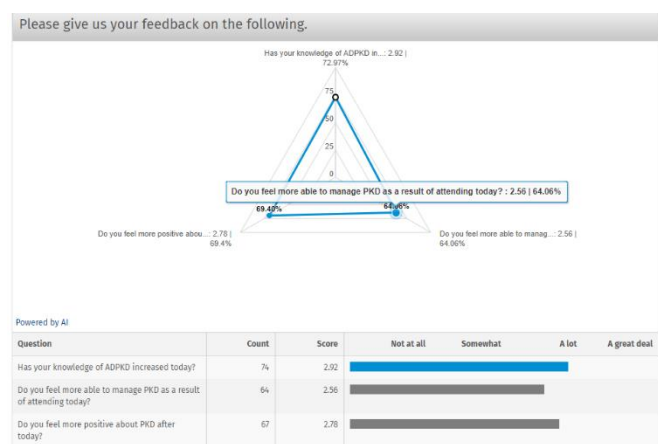 Please give us your feedback on the following.
Has your knowledge of ADPKD in...: 2.92 |
72.97%
75
50
25
0
Do you feel more able to manage PKD as a result of attending today? : 2.56 | 64.06%
69.40%
64.06%
Do you feel more positive abou...: 2.78 |
69.4%
Do you feel more able to manag...: 2.56 |
64.06%
Powered by AI
Question Count Score Not at all Somewhat A lot A great deal
Has your knowledge of ADPKD increased today? 74 2.92
Do you feel more able to manage PKD as a result
of attending today? 64 2.56
Do you feel more positive about PKD after
today? 67 2.78